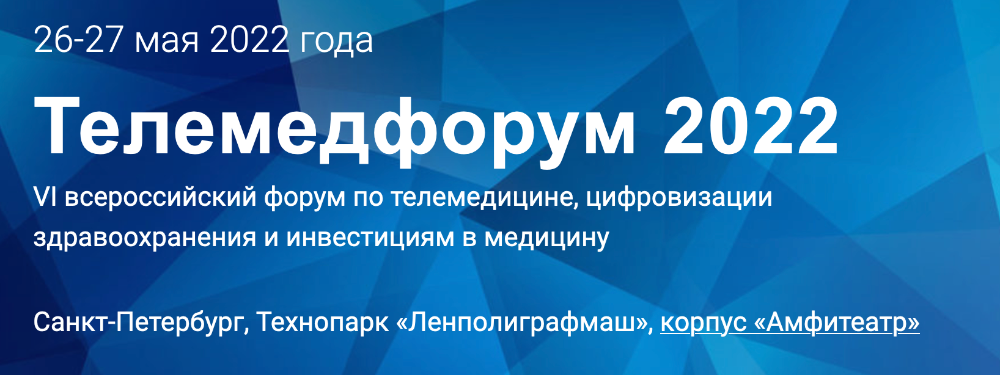 26-27 мая 2022 года
Телемедфорум 2022
VI всероссийский форум по телемедицине, цифровизации
здравоохранения и инвестициям в медицину
Санкт-Петербург, Технопарк «Ленполиграфмаш», корпус «Амфитеатр»